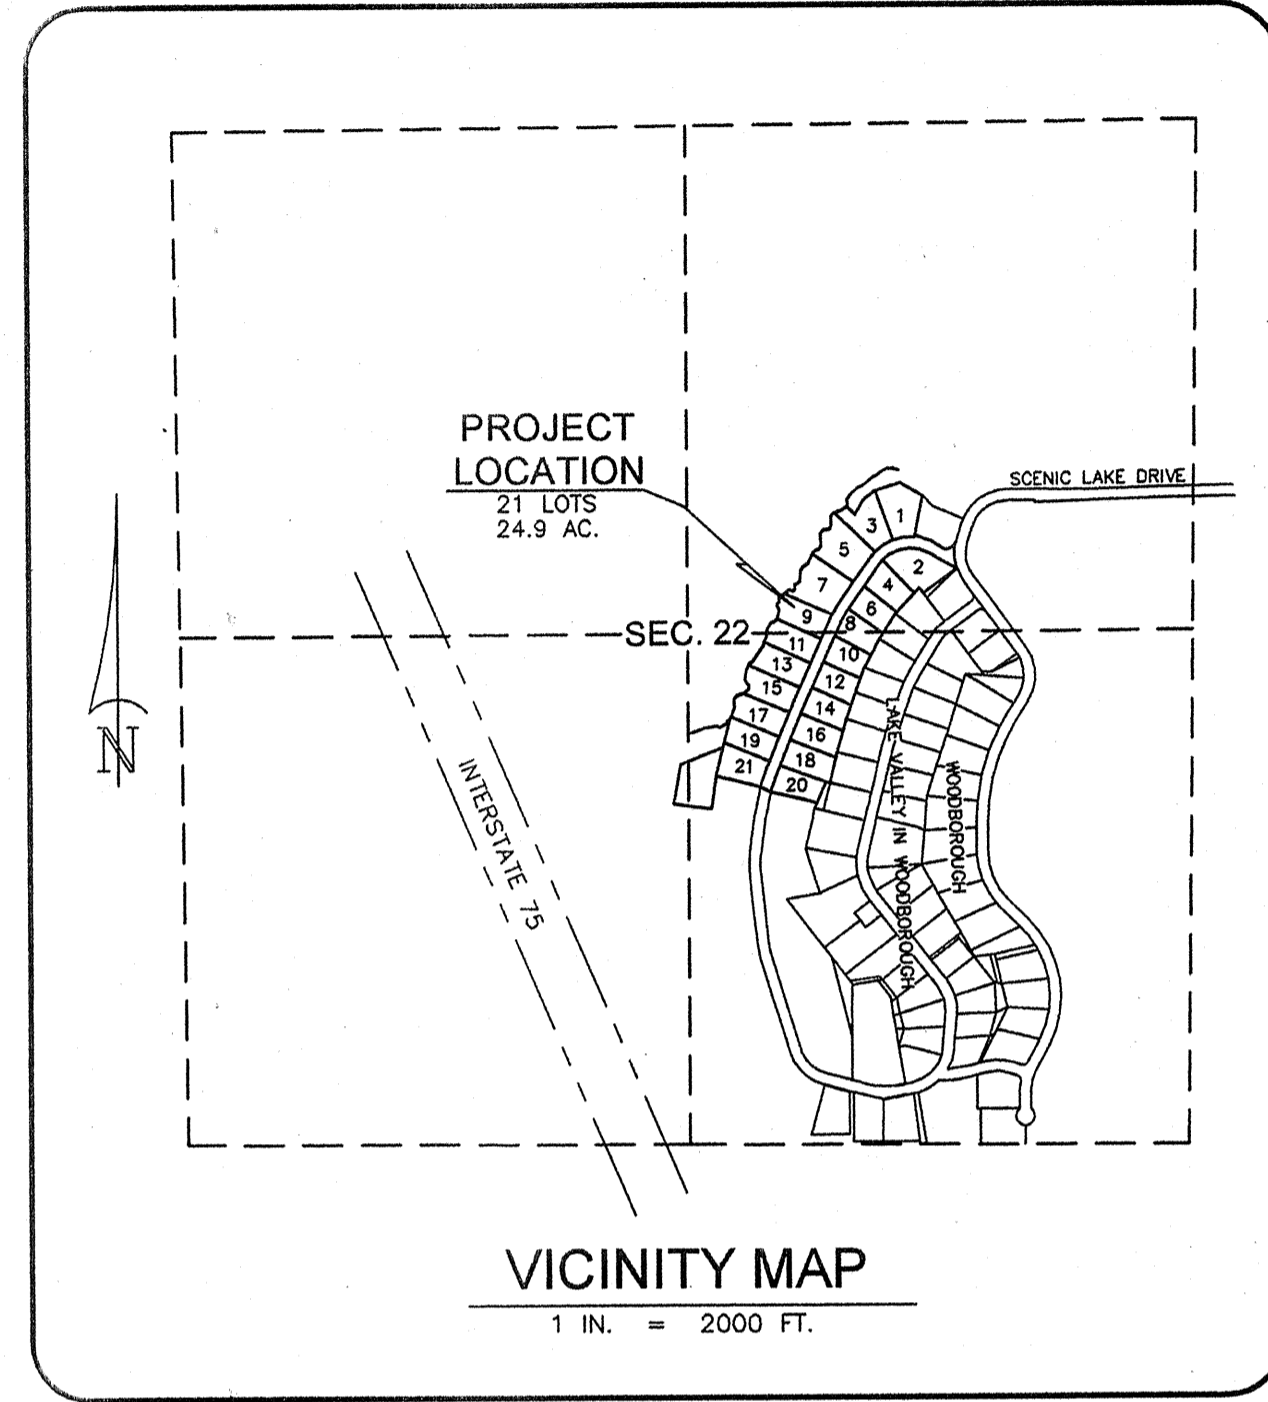 PROJECT
LOCATION
21 LOTS
24.9 AC.
SCENIC LAKE DRIVE
1
3
5
2
7
4
9
6
8
SEC. 22
11
10
13
12
15
14
17
16
19
18
21
20
N
INTERSTATE 75
LAKE VALLEY IN WOODBOROUGH
WOODBOROUGH
VICINITY MAP
1 IN. = 2000 FT.